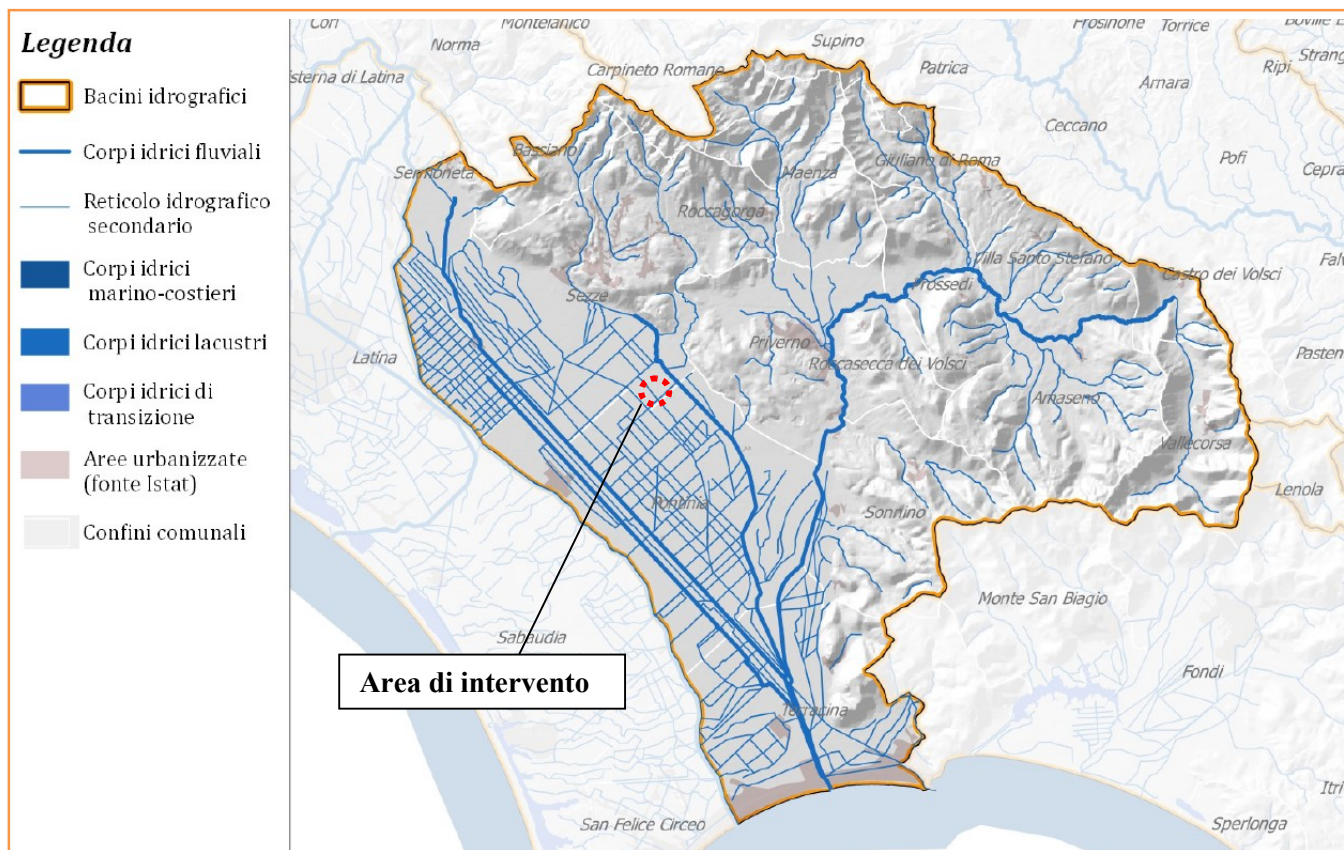 Legenda
Bacini idrografici
Corpi idrici fluviali
Reticolo idrografico
secondario
Corpi idrici
marino-costieri
Corpi idrici lacustri
Corpi idrici di
transizione
Aree urbanizzate
(fonte Istat)
Confini comunali
Cori
Montelanico
Frosinone
Torrice
Boville E
Norma
Supino
Strang
Ripi
isterna di Latina
Carpineto Romane
Patrica
Arnara
Ceccano
Pofi
Cepra
Bassiano
Giuliano di Roma
Sermoneta
Maenza
Roccagorga
Villa Santo Stefano
Falv
Castro dei Volsci
Prossedi
Sezze
Latina
Priverno
Roccasecca dei Volsci
Pasten
Amaseno
Vallecorsa
Lenola
Pontinia
Sonnino
Monte San Biagio
Sabaudia
Fondi
Area di intervento
Terracina
Itri
San Felice Circeo
Sperlonga